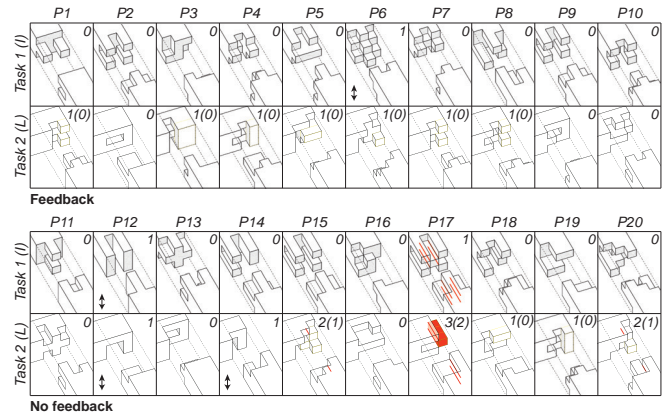 P1 P2 P3 P4 P5 P6 P7 P8 P9 P10
Task 1 (I) 0 0 0 0 0 1 0 0 0 0
Task 2 (L) 1(0) 0 1(0) 1(0) 1(0) 1(0) 1(0) 1(0) 0 0
Feedback
P11 P12 P13 P14 P15 P16 P17 P18 P19 P20
Task 1 (I) 0 1 0 0 0 0 1 0 0 0
Task 2 (L) 0 1 0 1 2(1) 0 3(2) 1(0) 1(0) 2(1)
No feedback